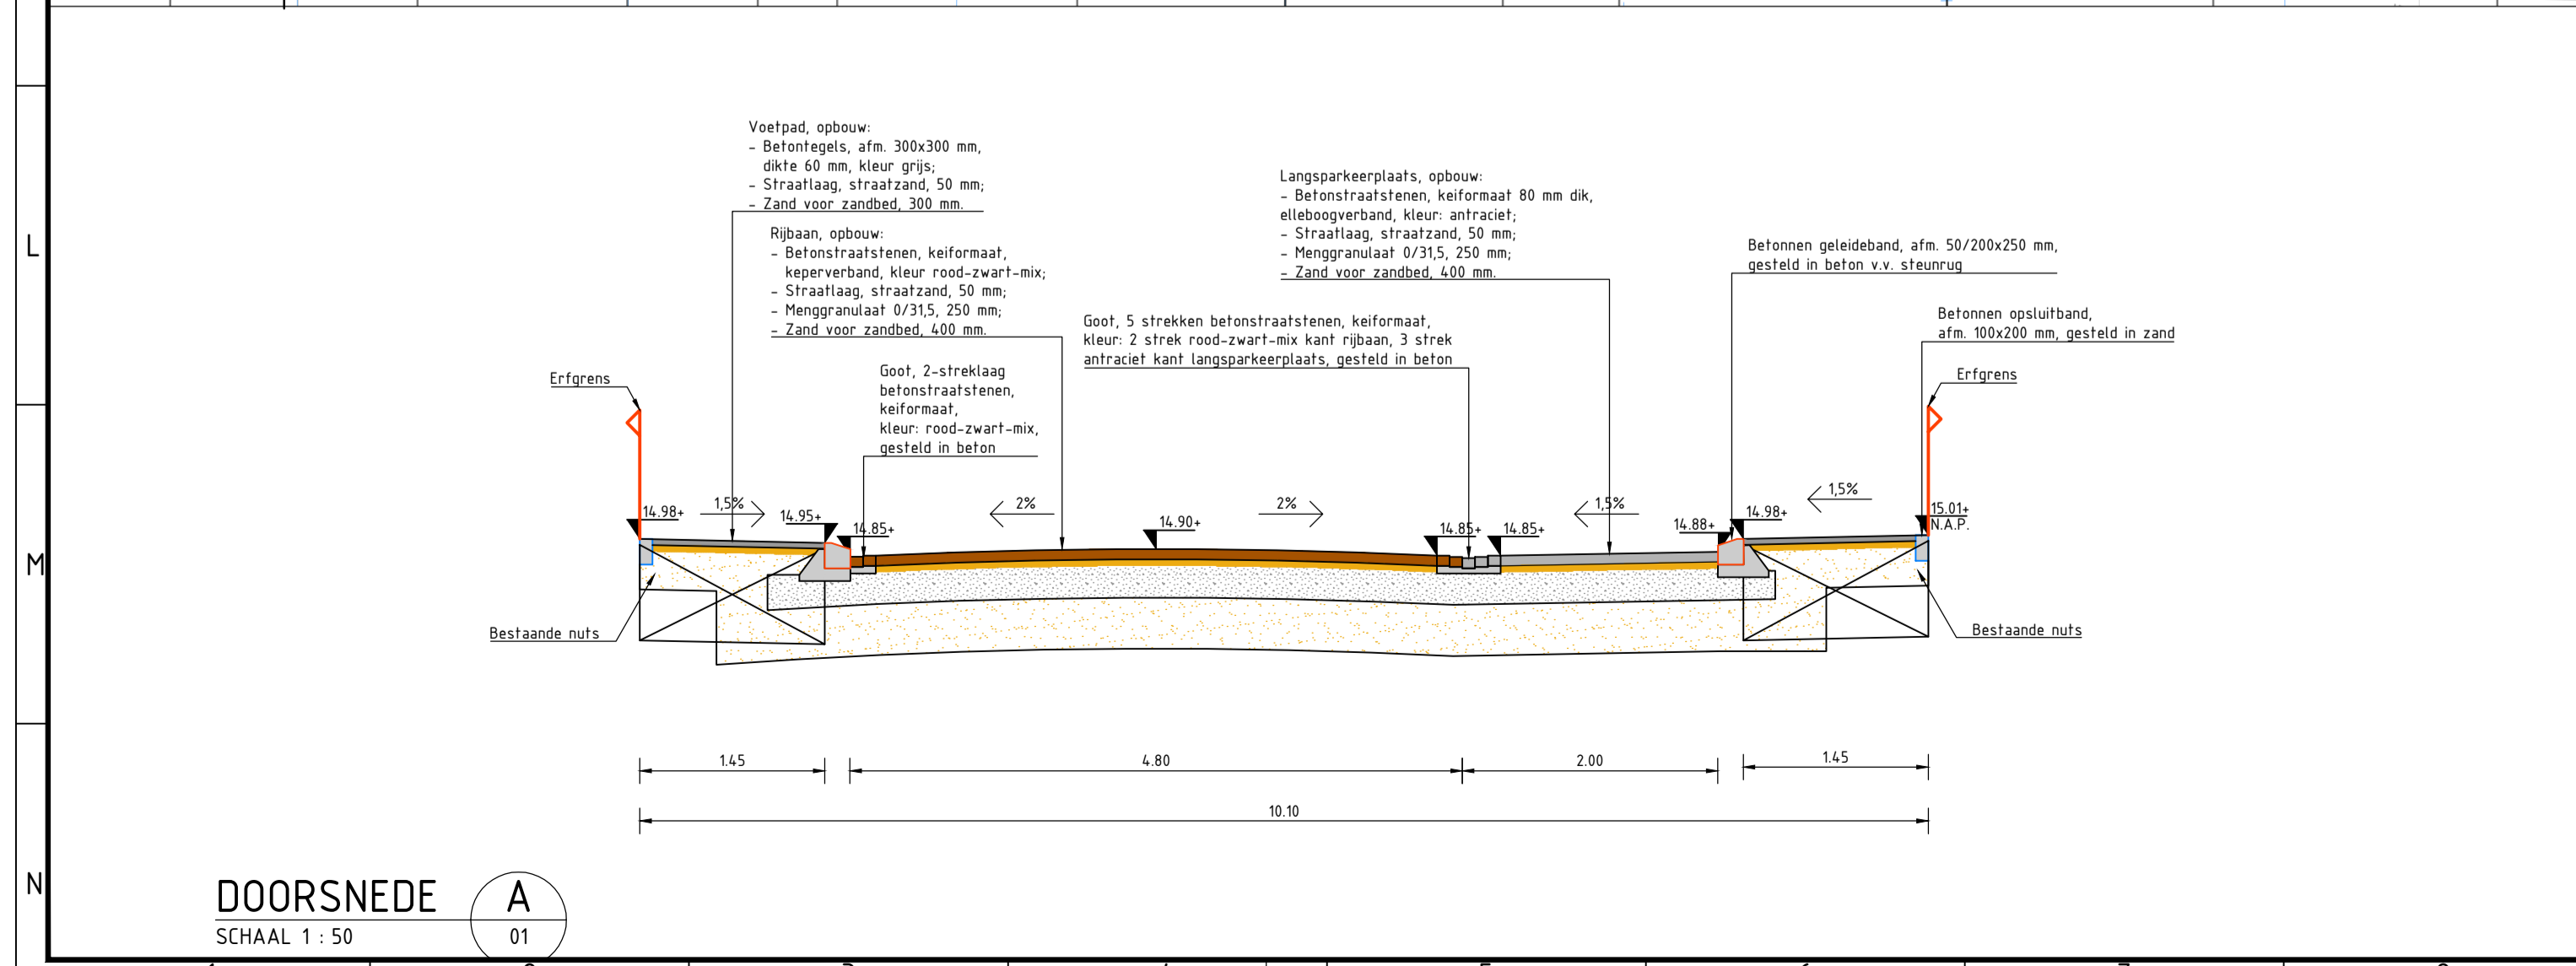 L
M
N
Voetpad, opbouw:
- Betontegels, afm. 300x300 mm,
dikte 60 mm, kleur grijs;
- Straatlaag, straatzand, 50 mm;
- Zand voor zandbed, 300 mm.
Rijbaan, opbouw:
- Betonstraatstenen, keiformaat,
keperverband, kleur rood-zwart-mix;
- Straatlaag, straatzand, 50 mm;
- Menggranulaat 0/31,5, 250 mm;
- Zand voor zandbed, 400 mm.
Goot, 2-streklaag
betonstraatstenen,
keiformaat,
kleur: rood-zwart-mix,
gesteld in beton
Langsparkeerplaats, opbouw:
- Betonstraatstenen, keiformaat 80 mm dik,
elleboogverband, kleur: antraciet;
- Straatlaag, straatzand, 50 mm;
- Menggranulaat 0/31,5, 250 mm;
- Zand voor zandbed, 400 mm.
Goot, 5 strekken betonstraatstenen, keiformaat,
kleur: 2 strek rood-zwart-mix kant rijbaan, 3 strek
antraciet kant langsparkeerplaats, gesteld in beton
Betonnen geleideband, afm. 50/200x250 mm,
gesteld in beton v.v. steunrug
Betonnen opsluitband,
afm. 100x200 mm, gesteld in zand
Erfgrens
Erfgrens
14.98+
1,5%
14.95+
14.85+
2%
14.90+
2%
14.85+
14.85+
1,5%
14.88+
14.98+
1,5%
15.01+
N.A.P.
Bestaande nuts
Bestaande nuts
1.45
4.80
2.00
1.45
10.10
DOORSNEDE
A
SCHAAL 1 : 50
01